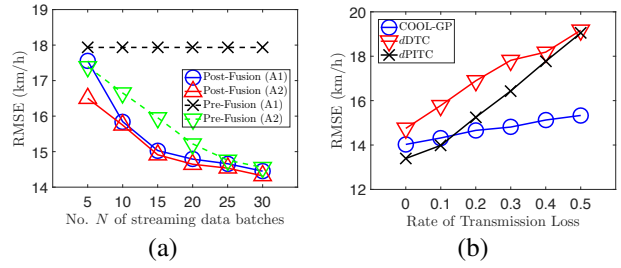 19
18
17
16
15
14
RMSE (km/h)
Post-Fusion (A1)
Post-Fusion (A2)
Pre-Fusion (A1)
Pre-Fusion (A2)
5 10 15 20 25 30
No. N of streaming data batches
(a)
20
18
16
14
12
RMSE (km/h)
COOL-GP
dDTC
dPITC
0 0.1 0.2 0.3 0.4 0.5
Rate of Transmission Loss
(b)